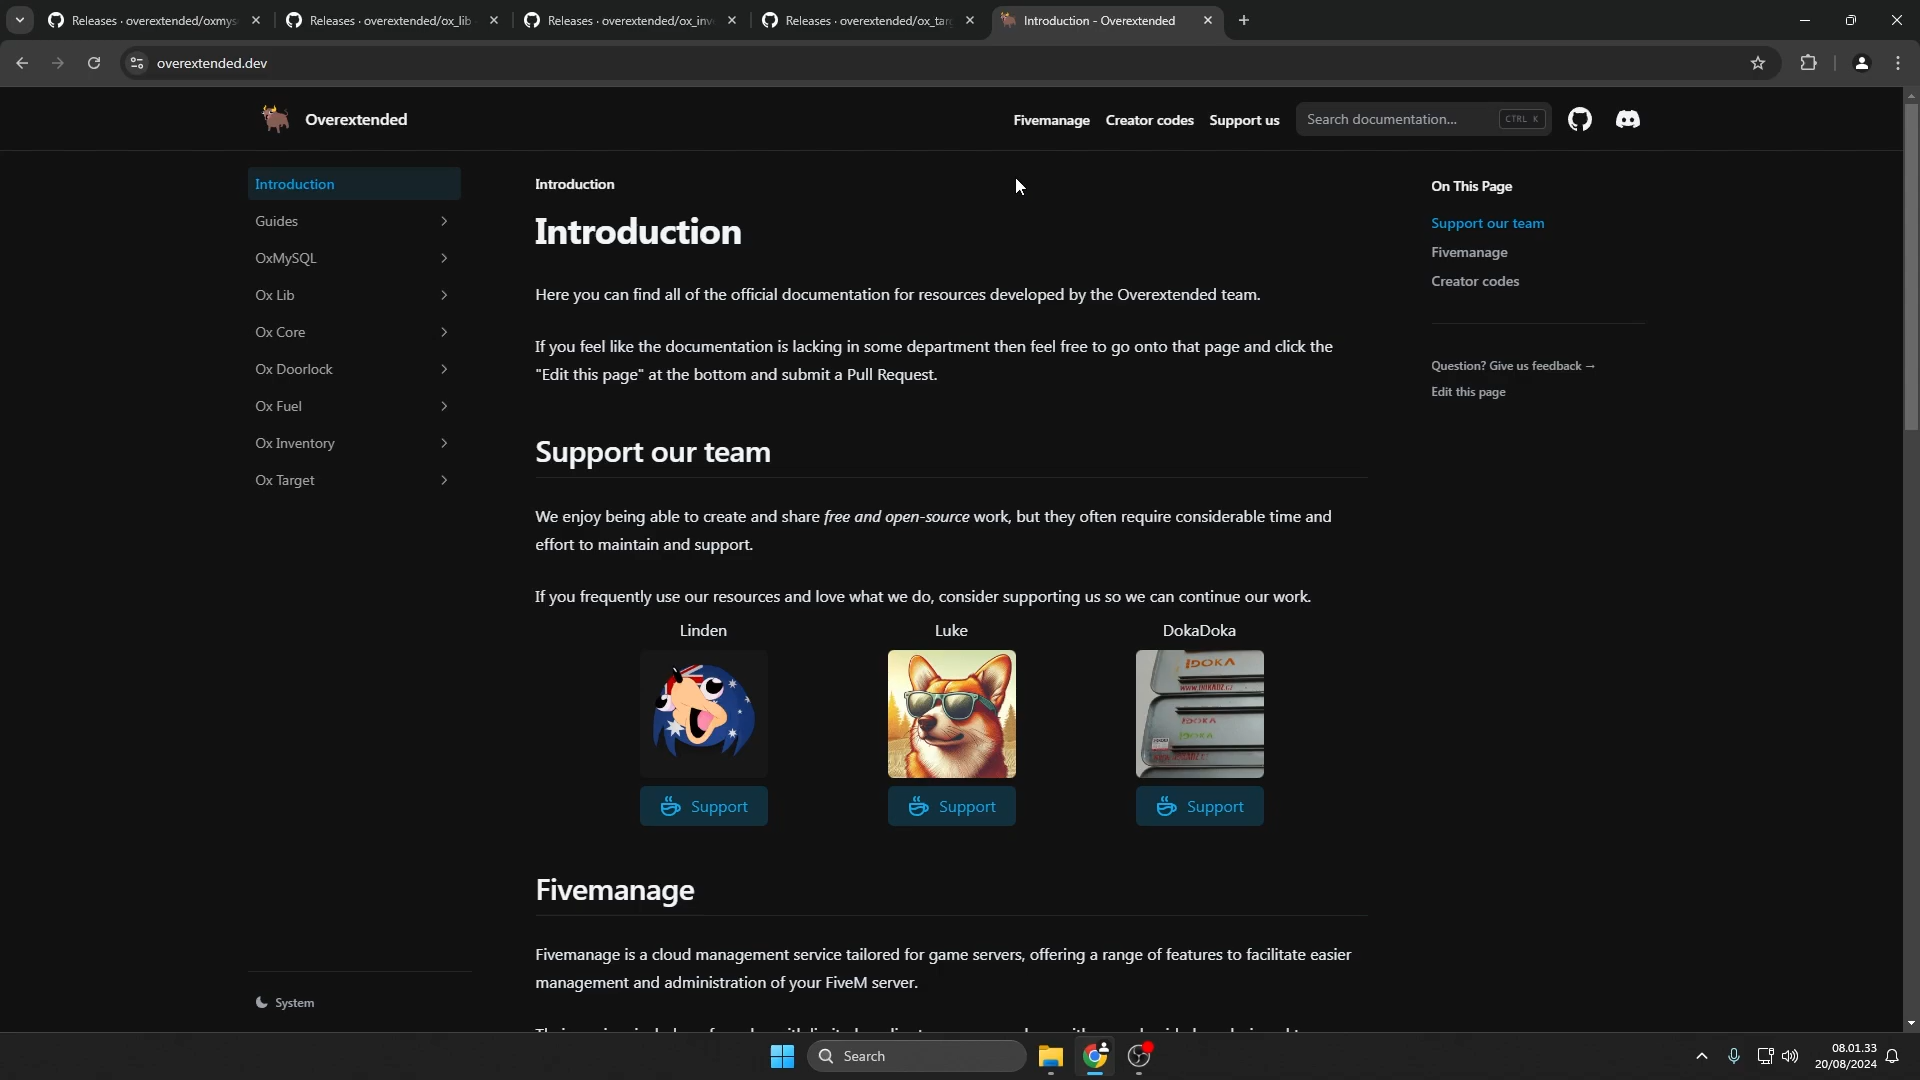 Releases · overextended/oxmys
Releases · overextended/ox_lib
Releases · overextended/ox_inv
Releases · overextended/ox_tar
Introduction - Overextended
overextended.dev
Overextended
Fivemanage
Creator codes
Support us
Search documentation...
CTRL K
Introduction
Guides
OxMySQL
Ox Lib
Ox Core
Ox Doorlock
Ox Fuel
Ox Inventory
Ox Target
System
Introduction
Introduction
Here you can find all of the official documentation for resources developed by the Overextended team.
If you feel like the documentation is lacking in some department then feel free to go onto that page and click the
"Edit this page" at the bottom and submit a Pull Request.
Support our team
We enjoy being able to create and share free and open-source work, but they often require considerable time and
effort to maintain and support.
If you frequently use our resources and love what we do, consider supporting us so we can continue our work.
Linden
Luke
DokaDoka
Support
Support
Support
Fivemanage
Fivemanage is a cloud management service tailored for game servers, offering a range of features to facilitate easier
management and administration of your FiveM server.
On This Page
Support our team
Fivemanage
Creator codes
Question? Give us feedback →
Edit this page
Search
08.01.33
20/08/2024